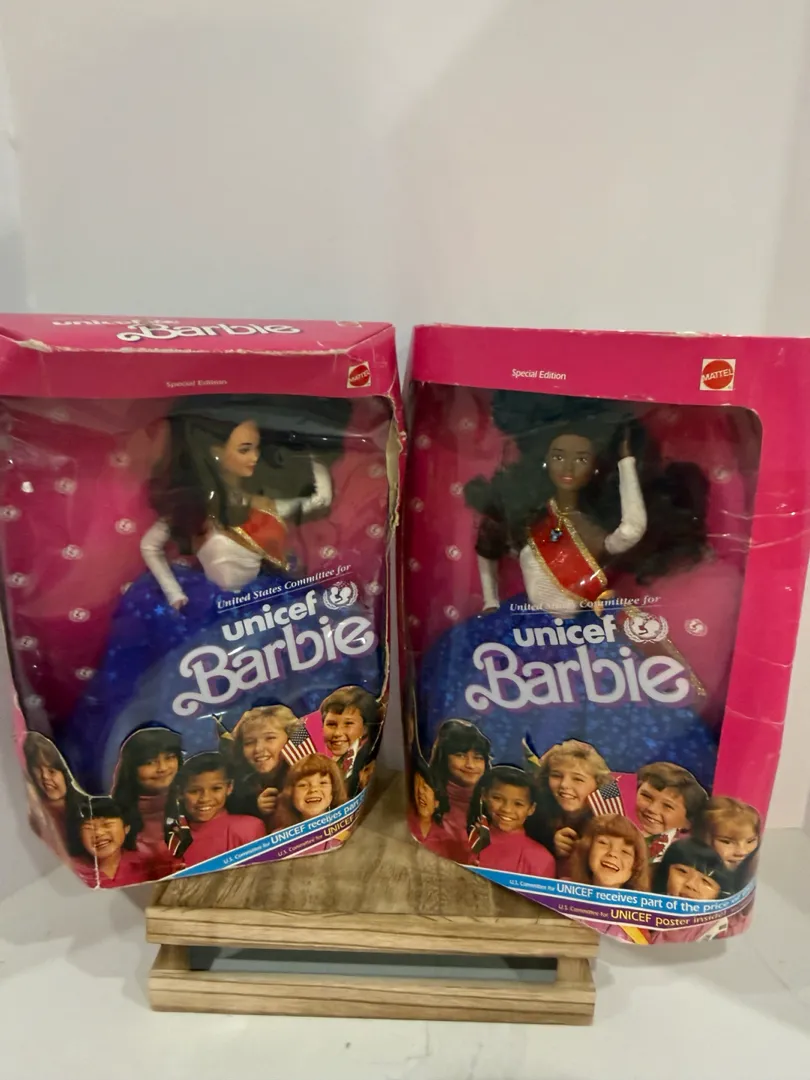 unicef
Barbie
Special Edition
MATTEL
United States Committee for
unicef
Barbie
U.S. Committee for UNICEF receives part
U.S. Committee for UNICEF
Special Edition
MATTEL
United States Committee for
unicef
Barbie
U.S. Committee for UNICEF receives part of the price of
U.S. Committee for UNICEF poster inside!